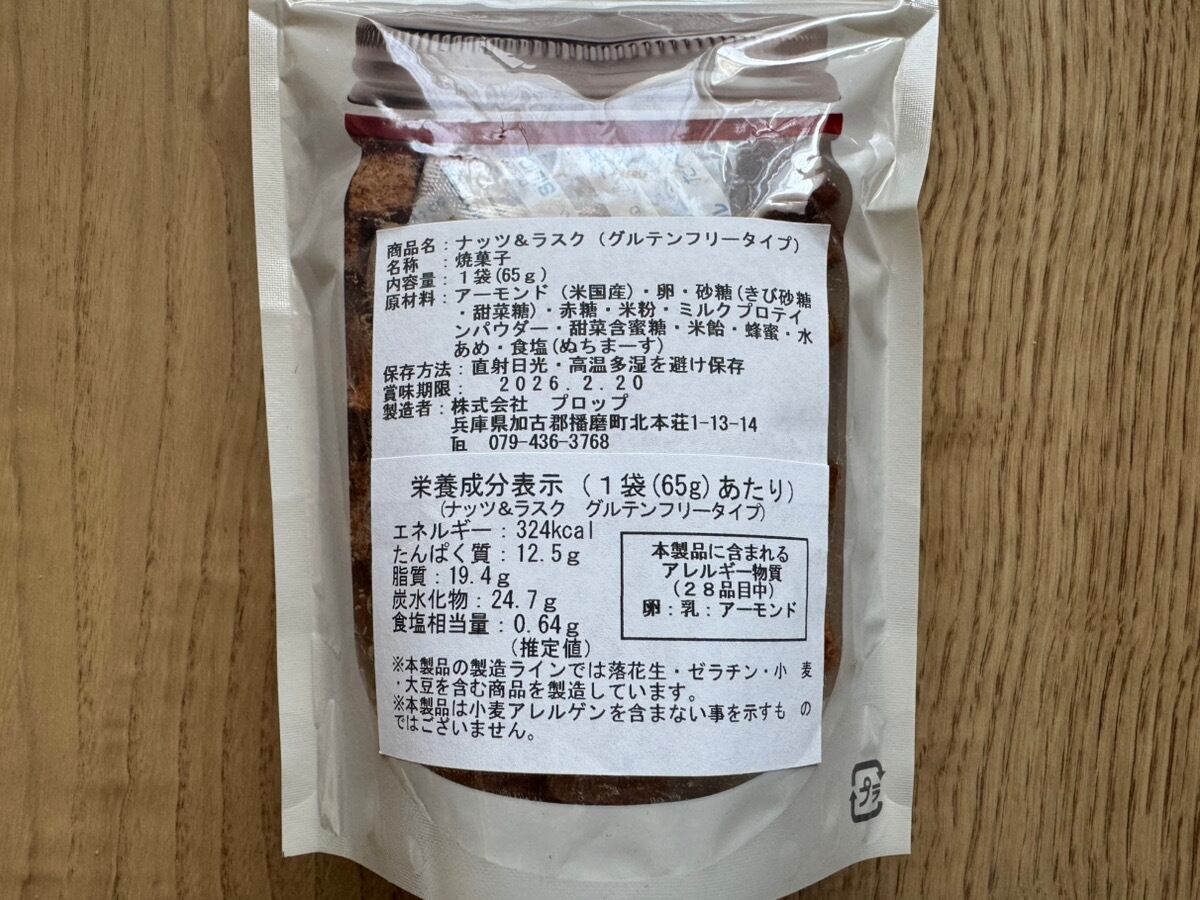 商品名：ナッツ＆ラスク（グルテンフリータイプ）
名称　：焼菓子
内容量：１袋(65ｇ)
原材料：アーモンド（米国産）・卵・砂糖(きび砂糖
・甜菜糖)・赤糖・米粉・ミルクプロテイ
ンパウダー・甜菜含蜜糖・米飴・蜂蜜・水
あめ・食塩(ぬちまーす)
保存方法：直射日光・高温多湿を避け保存
賞味期限：　２０２６．２．２０
製造者：株式会社　プロップ
兵庫県加古郡播磨町北本荘1-13-14
℡　079-436-3768
栄養成分表示（１袋(65g)あたり）
(ナッツ＆ラスク　グルテンフリータイプ)
エネルギー：324kcal
たんぱく質：12.5ｇ
脂質：19.4ｇ
炭水化物：24.7ｇ
食塩相当量：0.64ｇ
（推定値）
本製品に含まれる
アレルギー物質
（２８品目中）
卵：乳：アーモンド
※本製品の製造ラインでは落花生・ゼラチン・小麦
・大豆を含む商品を製造しています。
※本製品は小麦アレルゲンを含まない事を示すもの
ではございません。
プラ